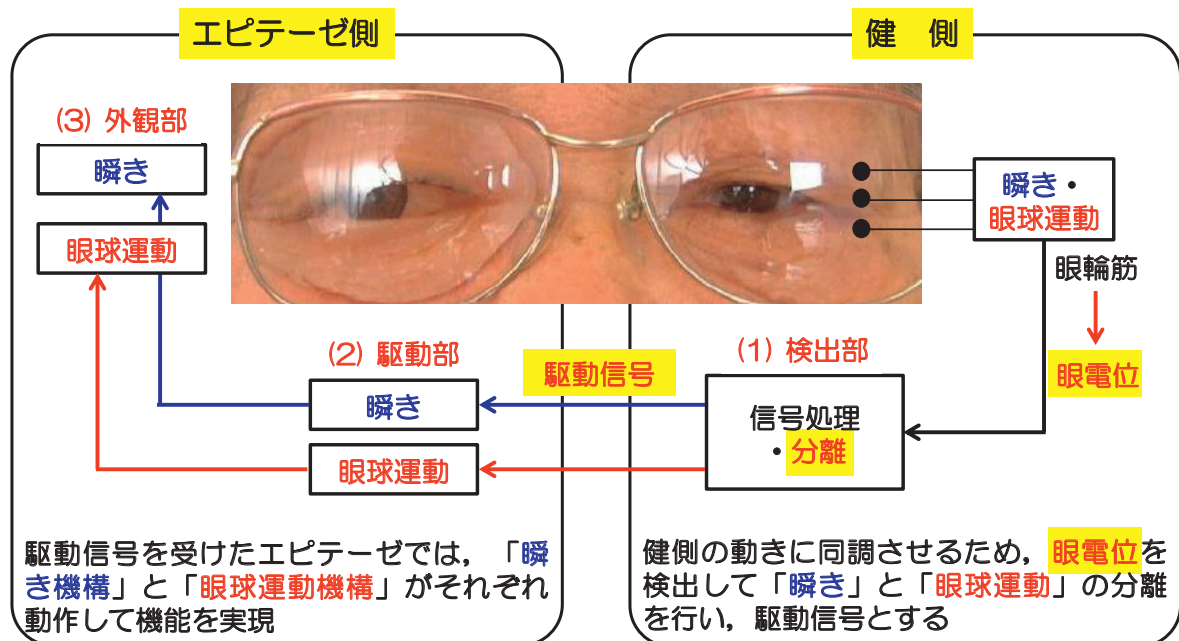 エピテーゼ側
(3) 外観部
瞬き
眼球運動
(2) 駆動部
瞬き
眼球運動
駆動信号を受けたエピテーゼでは，「瞬
き機構」と「眼球運動機構」がそれぞれ
動作して機能を実現
健　側
瞬き・
眼球運動
眼輪筋
眼電位
(1) 検出部
駆動信号
信号処理
・分離
健側の動きに同調させるため，眼電位を
検出して「瞬き」と「眼球運動」の分離
を行い，駆動信号とする